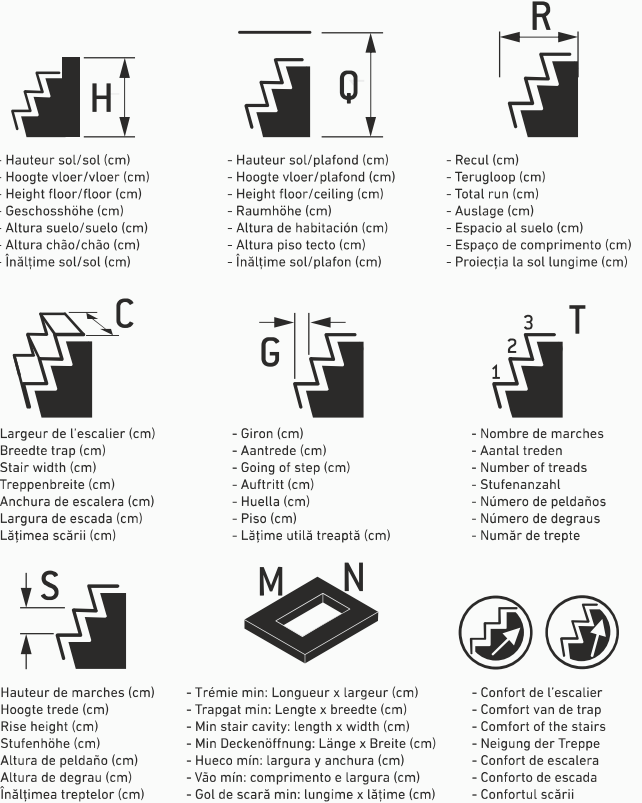 H
- Hauteur sol/sol (cm)
- Hoogte vloer/vloer (cm)
- Height floor/floor (cm)
- Geschosshöhe (cm)
- Altura suelo/suelo (cm)
- Altura chão/chão (cm)
- Înălțime sol/sol (cm)
Q
- Hauteur sol/plafond (cm)
- Hoogte vloer/plafond (cm)
- Height floor/ceiling (cm)
- Raumhöhe (cm)
- Altura de habitación (cm)
- Altura piso tecto (cm)
- Înălțime sol/plafon (cm)
R
- Recul (cm)
- Terugloop (cm)
- Total run (cm)
- Auslage (cm)
- Espacio al suelo (cm)
- Espaço de comprimento (cm)
- Proiecția la sol lungime (cm)
C
Largeur de l'escalier (cm)
Breedte trap (cm)
Stair width (cm)
Treppenbreite (cm)
Anchura de escalera (cm)
Largura de escada (cm)
Lățimea scării (cm)
G
- Giron (cm)
- Aantrede (cm)
- Going of step (cm)
- Auftritt (cm)
- Huella (cm)
- Piso (cm)
- Lățime utilă treaptă (cm)
1 2 3 T
- Nombre de marches
- Aantal treden
- Number of treads
- Stufenanzahl
- Número de peldaños
- Número de degraus
- Număr de trepte
S
Hauteur de marches (cm)
Hoogte trede (cm)
Rise height (cm)
Stufenhöhe (cm)
Altura de peldaño (cm)
Altura de degrau (cm)
Înălțimea treptelor (cm)
M N
- Trémie min: Longueur x largeur (cm)
- Trapgat min: Lengte x breedte (cm)
- Min stair cavity: length x width (cm)
- Min Deckenöffnung: Länge x Breite (cm)
- Hueco mín: largura y anchura (cm)
- Vão mín: comprimento e largura (cm)
- Gol de scară min: lungime x lățime (cm)
- Confort de l'escalier
- Comfort van de trap
- Comfort of the stairs
- Neigung der Treppe
- Confort de escalera
- Conforto de escada
- Confortul scării